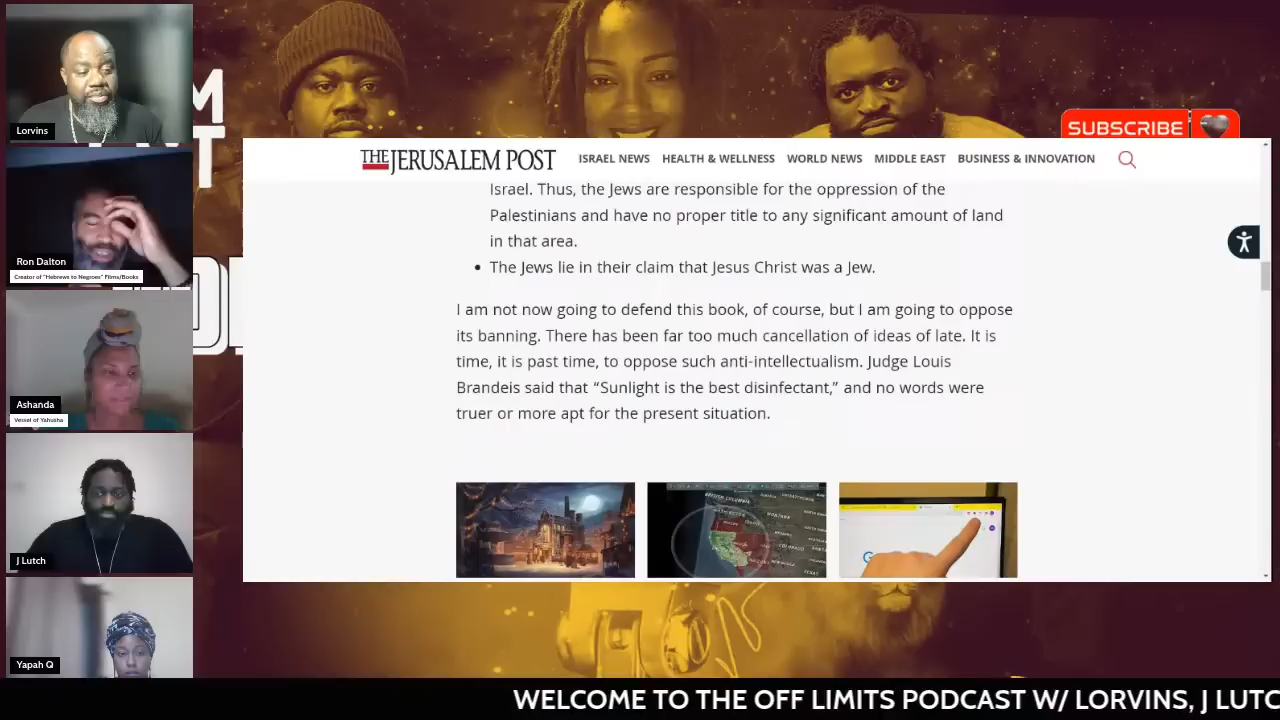 M
ST
Lorvins
Ron Dalton
Creator of "Hebrews to Negroes" Films/Books
Ashanda
Vessel of Yahusha
J Lutch
Yapah Q
SUBSCRIBE
THE JERUSALEM POST
ISRAEL NEWS HEALTH & WELLNESS WORLD NEWS MIDDLE EAST BUSINESS & INNOVATION
Israel. Thus, the Jews are responsible for the oppression of the
Palestinians and have no proper title to any significant amount of land
in that area.
• The Jews lie in their claim that Jesus Christ was a Jew.
I am not now going to defend this book, of course, but I am going to oppose
its banning. There has been far too much cancellation of ideas of late. It is
time, it is past time, to oppose such anti-intellectualism. Judge Louis
Brandeis said that “Sunlight is the best disinfectant,” and no words were
truer or more apt for the present situation.
WELCOME TO THE OFF LIMITS PODCAST W/ LORVINS, J LUTC